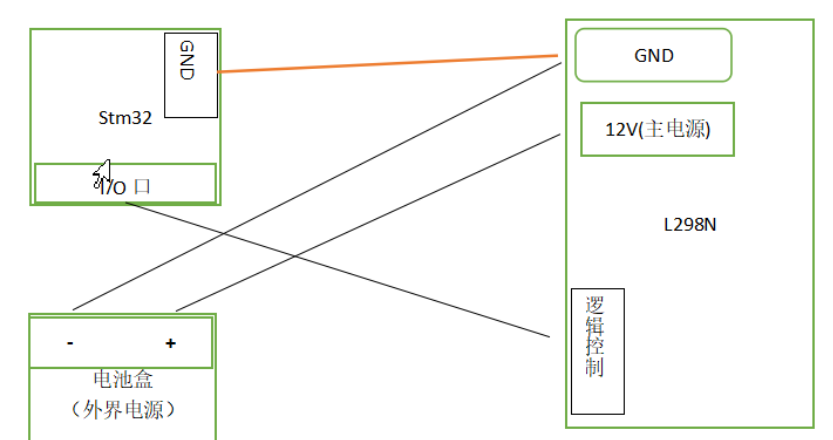 GND
Stm32
I/O 口
GND
12V(主电源)
L298N
逻辑控制
- +
电池盒
（外界电源）